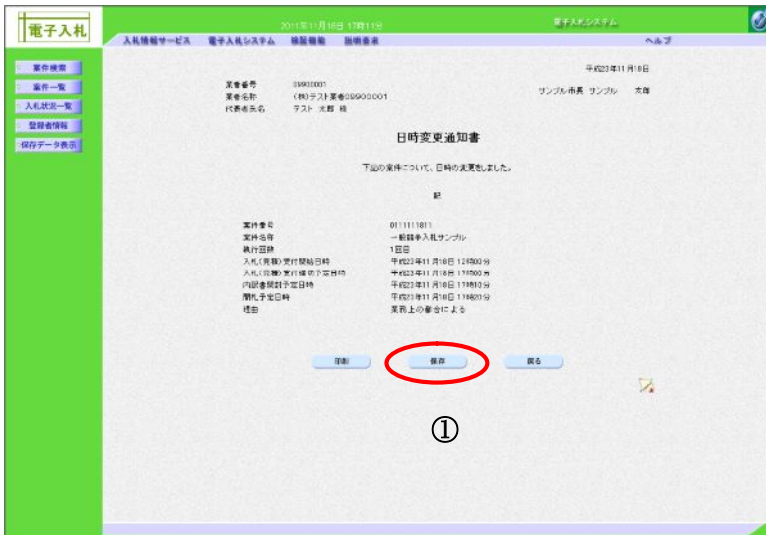 電子入札
2011年11月18日 17時11分
電子入札システム
入札情報サービス 電子入札システム 検証機能 説明要求 ヘルプ
案件検索
案件一覧
入札状況一覧
登録者情報
保存データ表示
平成23年11月18日
業者番号 09900001
業者名称 (株)テスト業者09900001
代表者氏名 テスト 太郎 様
サンプル市長 サンプル 太郎
日時変更通知書
下記の案件について、日時の変更をしました。
記
案件番号 0111111811
案件名称 一般競争入札サンプル
執行回数 1回目
入札(見積)受付開始日時 平成23年11月18日 12時00分
入札(見積)受付締切予定日時 平成23年11月18日 17時00分
内訳書開封予定日時 平成23年11月18日 17時10分
開札予定日時 平成23年11月18日 17時20分
理由 業務上の都合による
印刷 保存 戻る
①